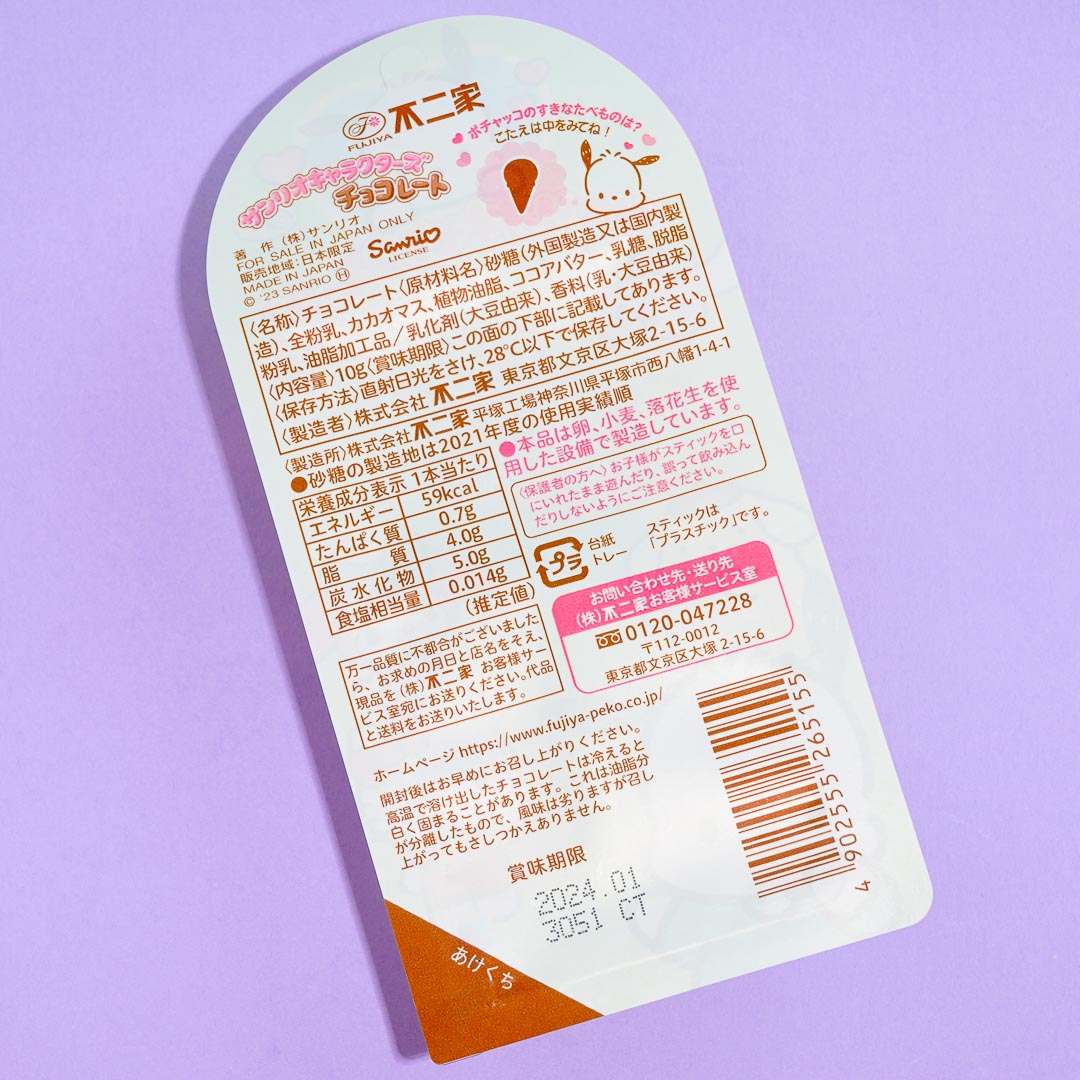 FUJIYA 不二家
サンリオキャラクターズ
チョコレート
ポチャッコのすきなたべものは?
こたえは中をみてね!
著 作 (株)サンリオ
FOR SALE IN JAPAN ONLY
販売地域:日本限定
MADE IN JAPAN
© '23 SANRIO Ⓗ
Sanrio
LICENSE
〈名称〉チョコレート〈原材料名〉砂糖(外国製造又は国内製
造)、全粉乳、カカオマス、植物油脂、ココアバター、乳糖、脱脂
粉乳、油脂加工品/乳化剤(大豆由来)、香料(乳・大豆由来)
〈内容量〉10g〈賞味期限〉この面の下部に記載してあります。
〈保存方法〉直射日光をさけ、28℃以下で保存してください。
〈製造者〉株式会社 不二家 東京都文京区大塚2-15-6
〈製造所〉株式会社不二家 平塚工場神奈川県平塚市西八幡1-4-1
●砂糖の製造地は2021年度の使用実績順
栄養成分表示 1本当たり
エネルギー 59kcal
たんぱく質 0.7g
脂 質 4.0g
炭水化物 5.0g
食塩相当量 0.014g
(推定値)
●本品は卵、小麦、落花生を使
用した設備で製造しています。
〈保護者の方へ〉お子様がスティックを口
にいれたまま遊んだり、誤って飲み込ん
だりしないようにご注意ください。
プラ
台紙
トレー
スティックは
「プラスチック」です。
お問い合わせ先・送り先
(株)不二家お客様サービス室
0120-047228
〒112-0012
東京都文京区大塚 2-15-6
万一品質に不都合がございました
ら、お求めの月日と店名をそえ、
現品を(株)不二家 お客様サー
ビス室宛にお送りください。代品
と送料をお送りいたします。
ホームページ https://www.fujiya-peko.co.jp/
開封後はお早めにお召し上がりください。
高温で溶け出したチョコレートは冷えると
白く固まることがあります。これは油脂分
が分離したもので、風味は劣りますが召し
上がってもさしつかえありません。
賞味期限
2024.01
3051 CT
4 902555 265155
あけくち